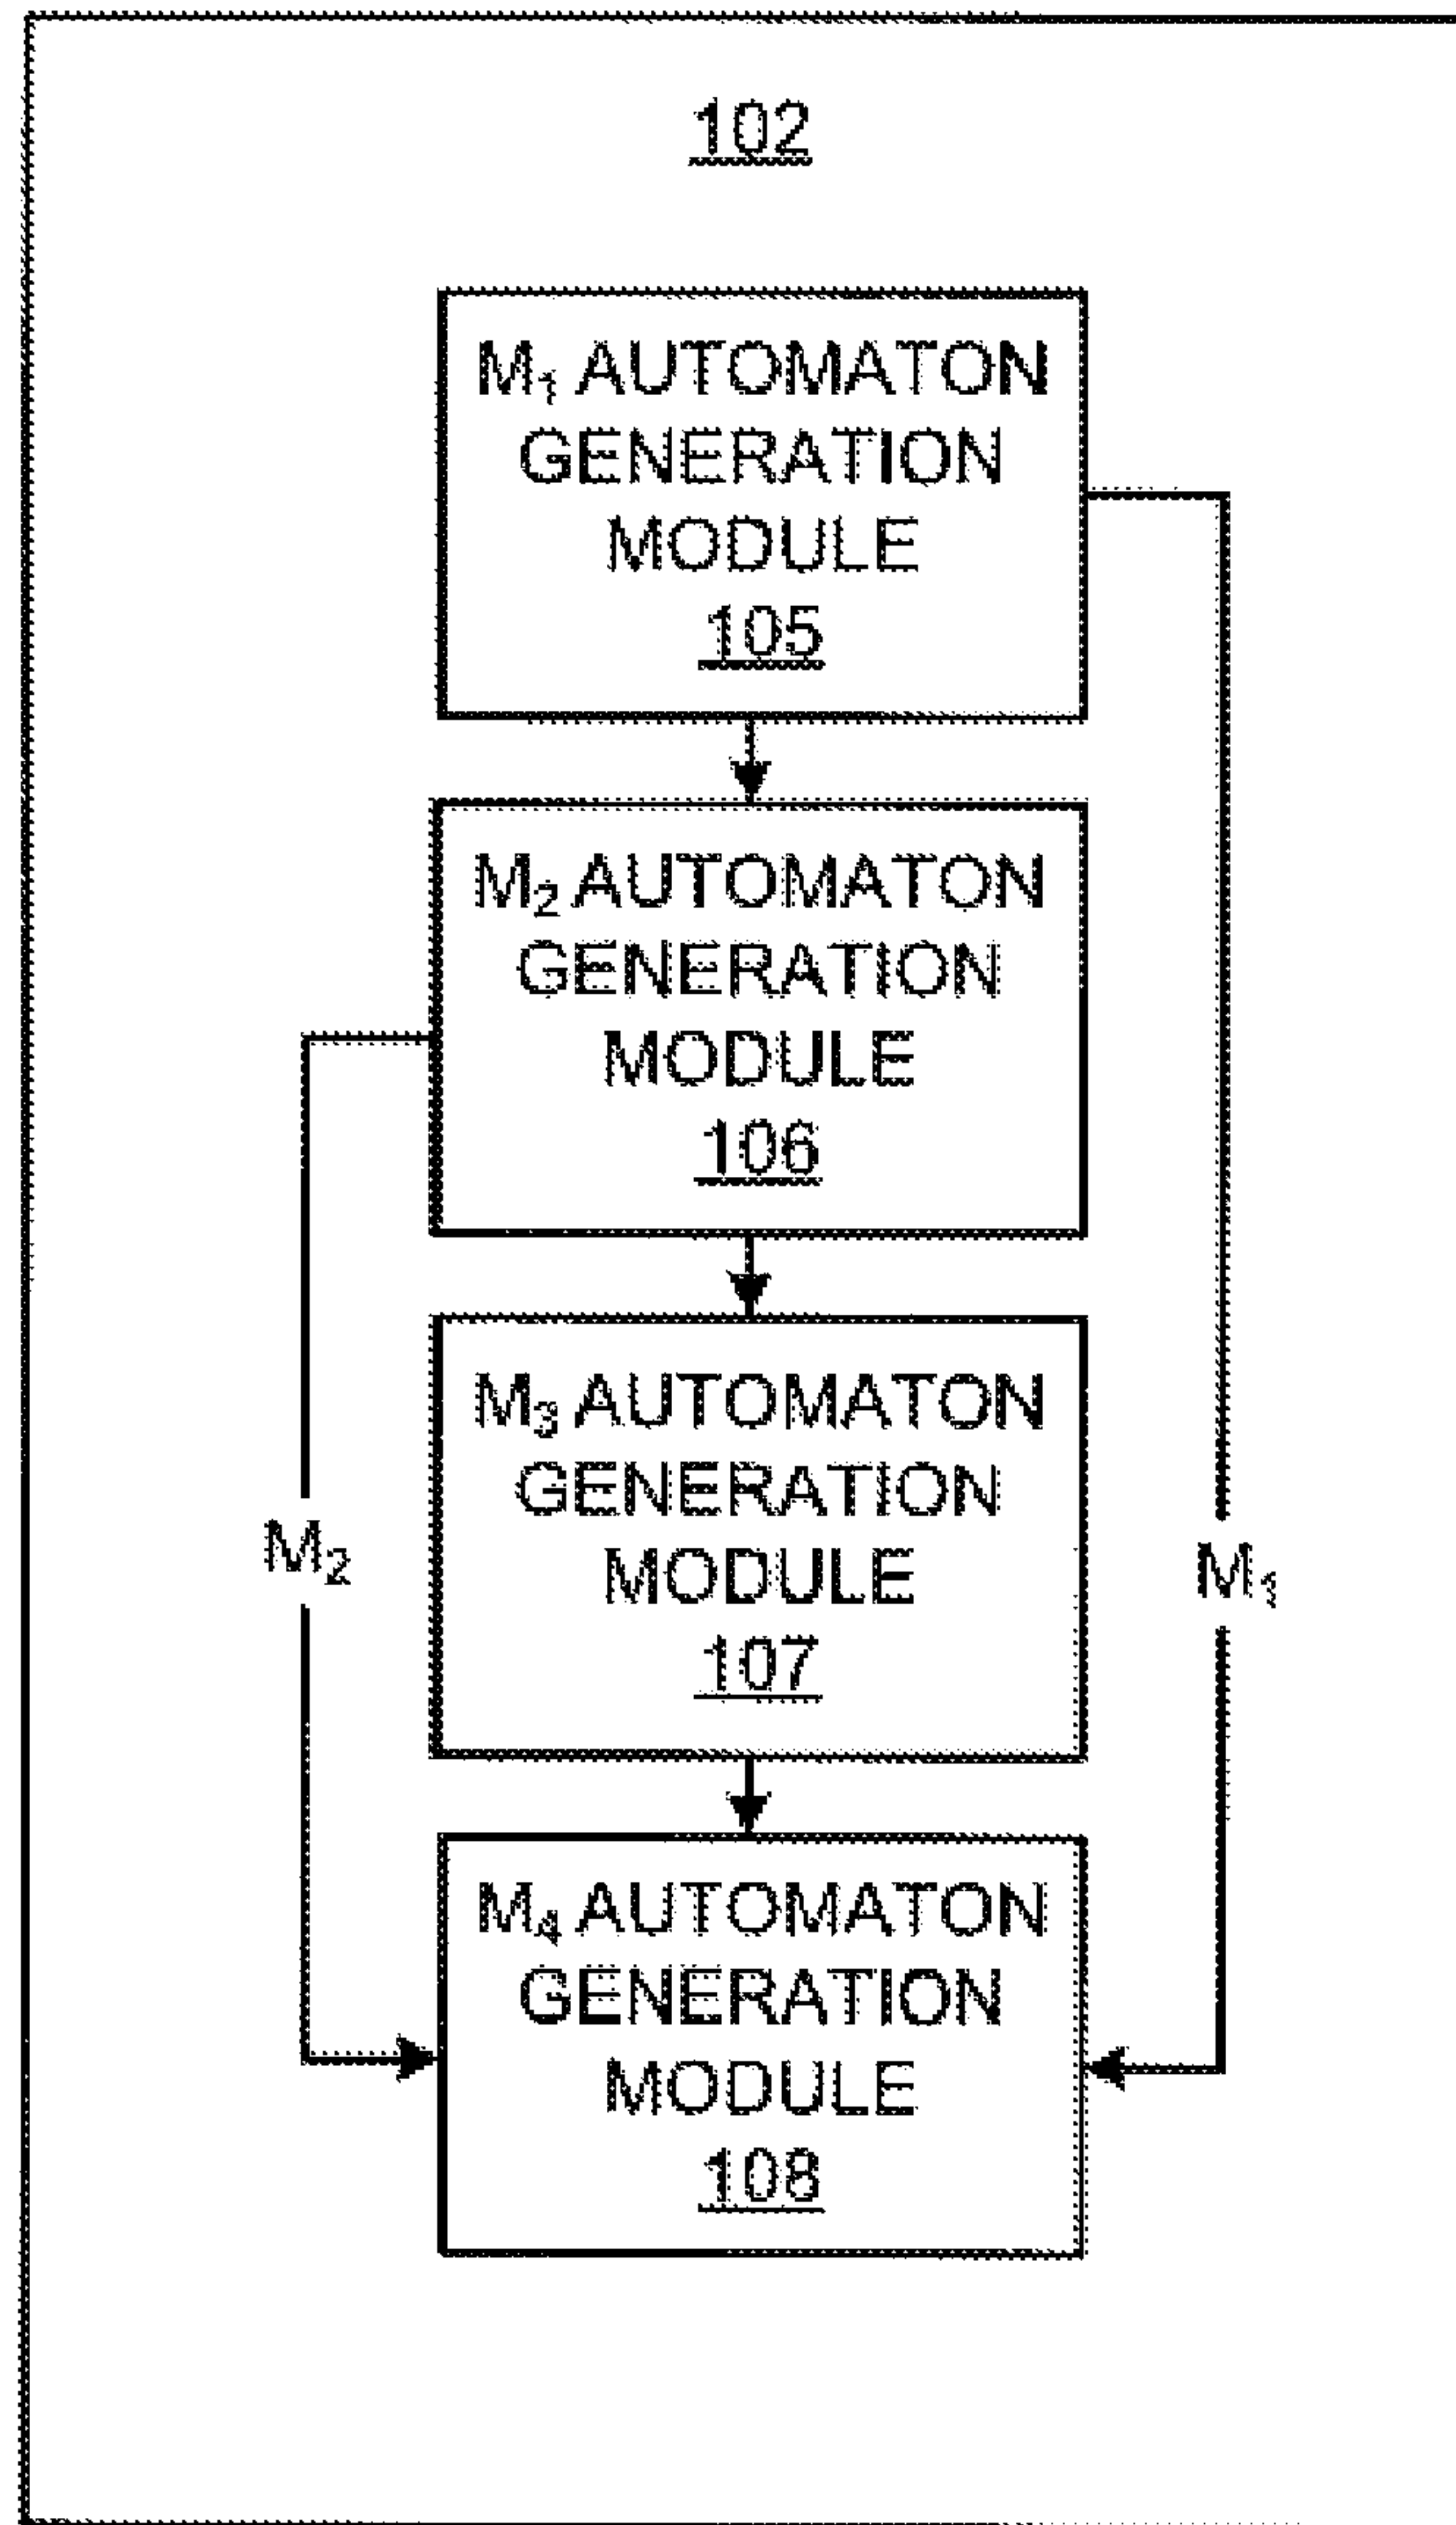 102
M₁ AUTOMATON
GENERATION
MODULE
105
M₂ AUTOMATON
GENERATION
MODULE
106
M₃ AUTOMATON
GENERATION
MODULE
107
M₂
M₁
M₄ AUTOMATON
GENERATION
MODULE
108